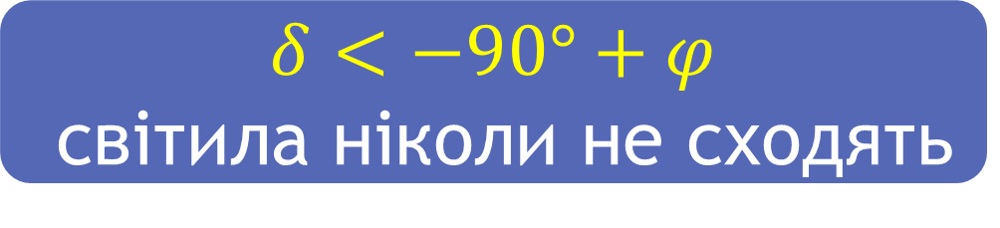 𝛿 < −90° + 𝜑
світила ніколи не сходять